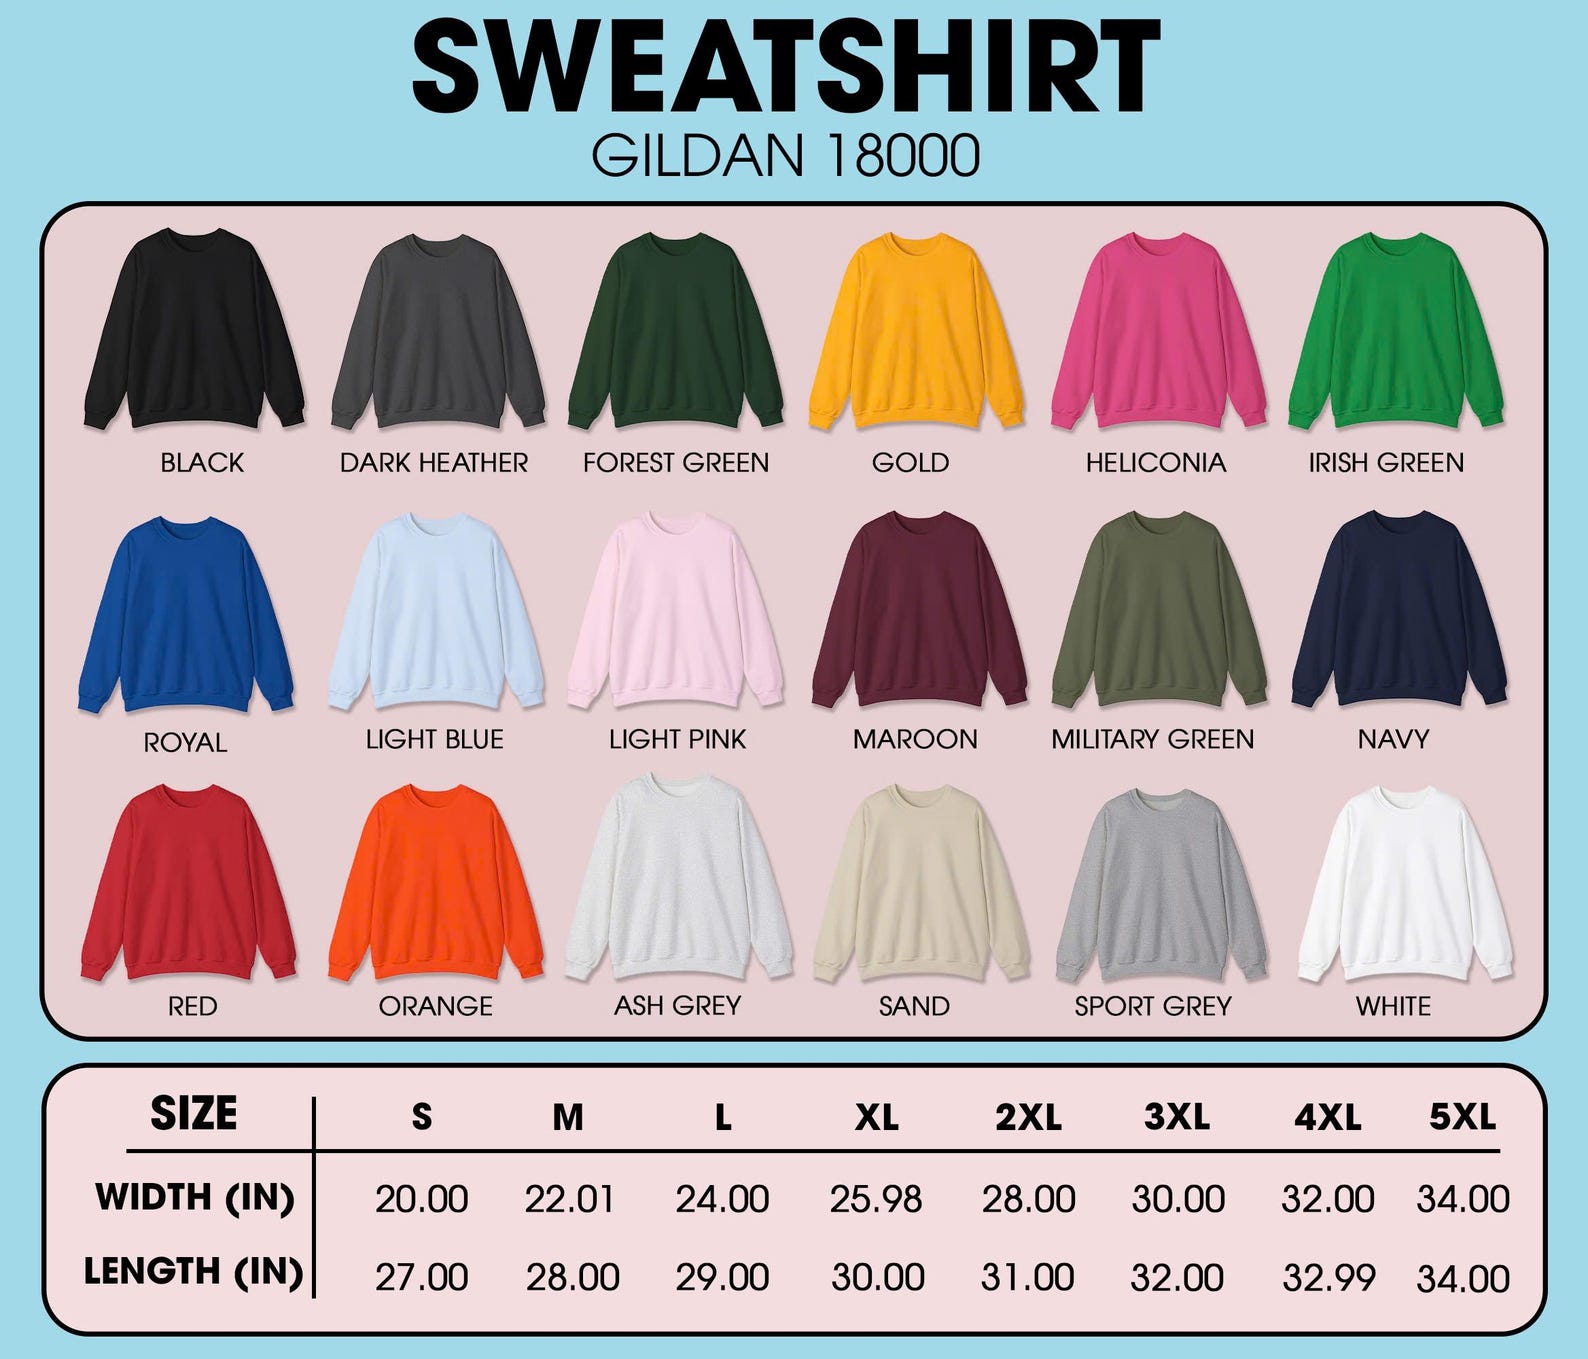 SWEATSHIRT
GILDAN 18000
BLACK DARK HEATHER FOREST GREEN GOLD HELICONIA IRISH GREEN
ROYAL LIGHT BLUE LIGHT PINK MAROON MILITARY GREEN NAVY
RED ORANGE ASH GREY SAND SPORT GREY WHITE
SIZE S M L XL 2XL 3XL 4XL 5XL
WIDTH (IN) 20.00 22.01 24.00 25.98 28.00 30.00 32.00 34.00
LENGTH (IN) 27.00 28.00 29.00 30.00 31.00 32.00 32.99 34.00